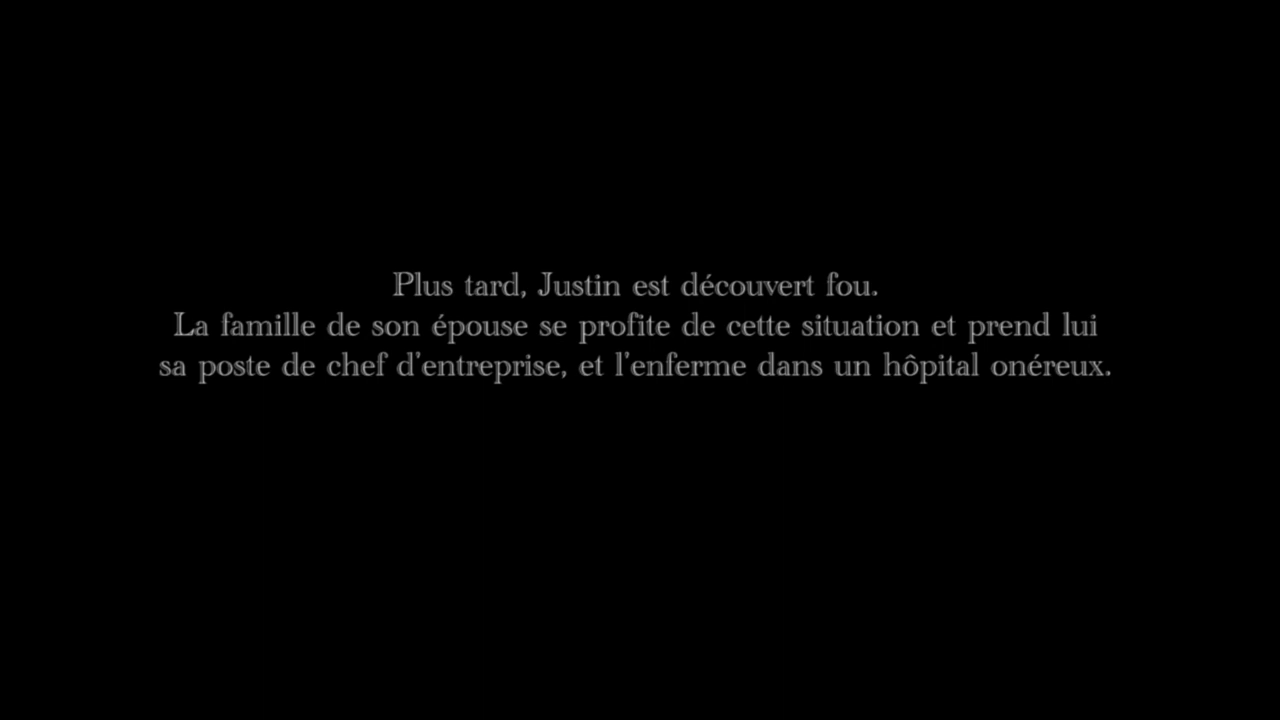 Plus tard, Justin est découvert fou.
La famille de son épouse se profite de cette situation et prend lui
sa poste de chef d'entreprise, et l'enferme dans un hôpital onéreux.